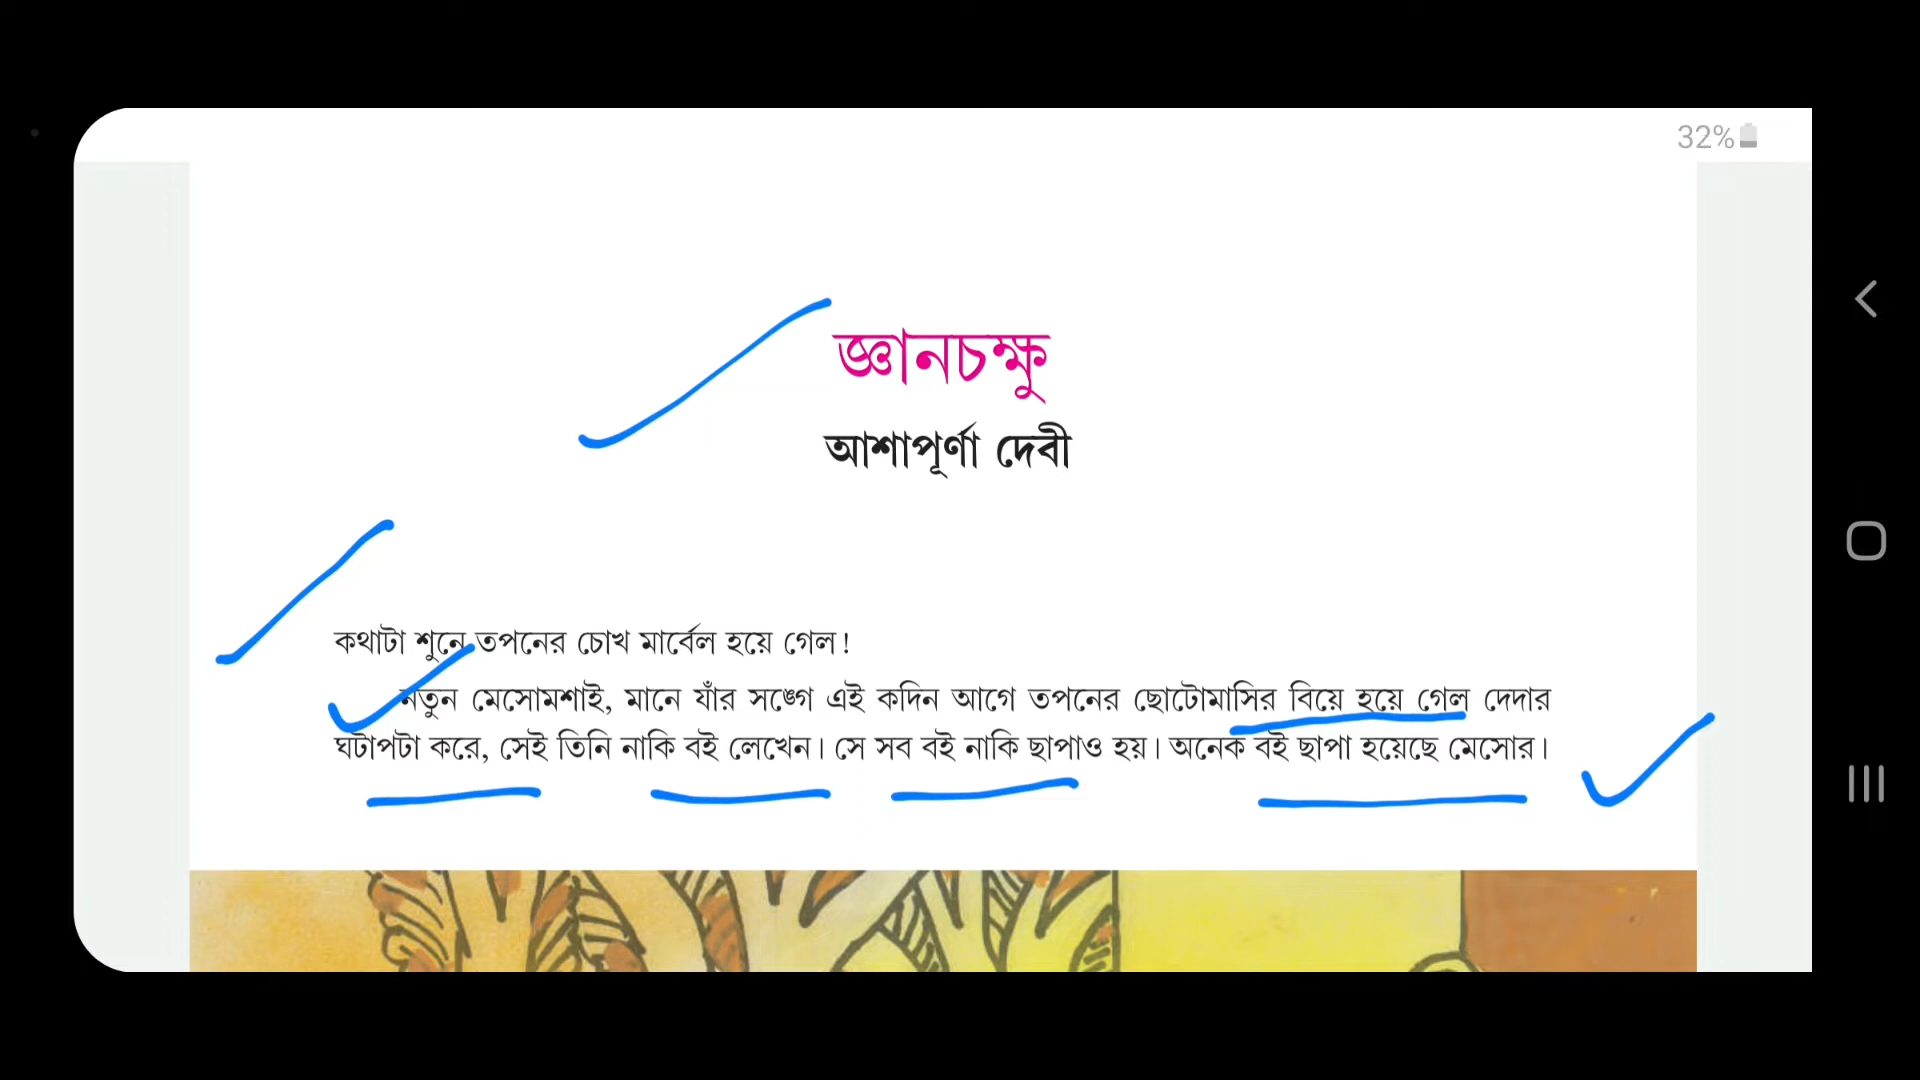 32%
জ্ঞানচক্ষু
আশাপূর্ণা দেবী
কথাটা শুনে তপনের চোখ মার্বেল হয়ে গেল!
নতুন মেসোমশাই, মানে যাঁর সঙ্গে এই কদিন আগে তপনের ছোটোমাসির বিয়ে হয়ে গেল দেদার
ঘটাপটা করে, সেই তিনি নাকি বই লেখেন। সে সব বই নাকি ছাপাও হয়। অনেক বই ছাপা হয়েছে মেসোর।